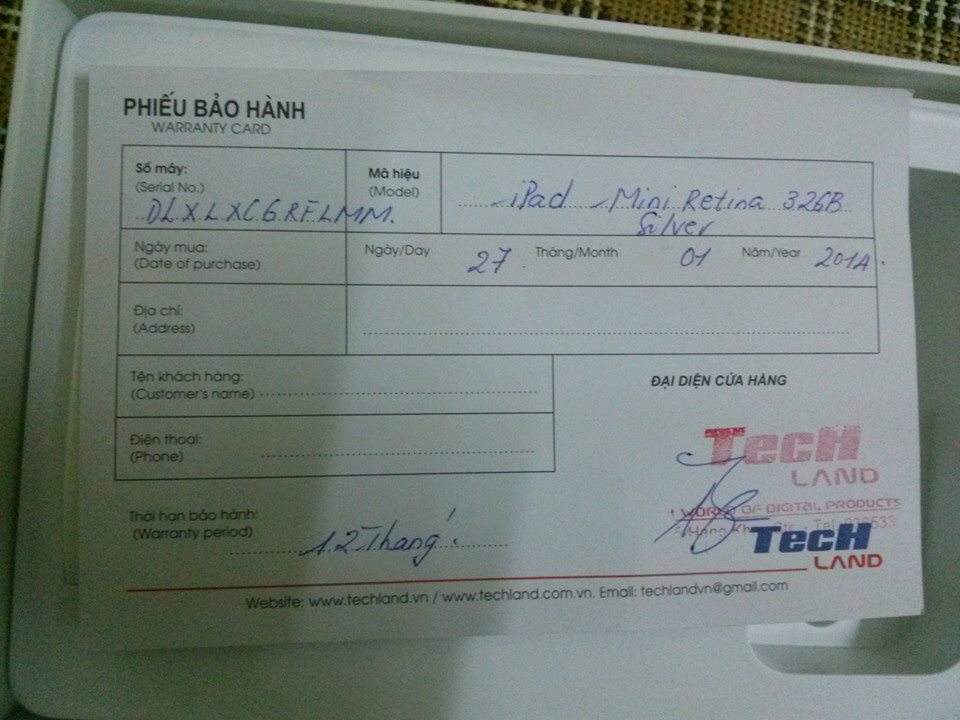 PHIẾU BẢO HÀNH
WARRANTY CARD
Số máy:
(Serial No.)
DLXLXC6RFLMM.
Mã hiệu
(Model)
iPad Mini Retina 32GB
Silver
Ngày mua:
(Date of purchase)
Ngày/Day 27 Tháng/Month 01 Năm/Year 2014.
Địa chỉ:
(Address)
Tên khách hàng:
(Customer's name)
Điện thoại:
(Phone)
ĐẠI DIỆN CỬA HÀNG
TecH
LAND
WORLD OF DIGITAL PRODUCTS
Thời hạn bảo hành:
(Warranty period)
12 Tháng!
TecH
LAND
Website: www.techland.vn / www.techland.com.vn. Email: techlandvn@gmail.com